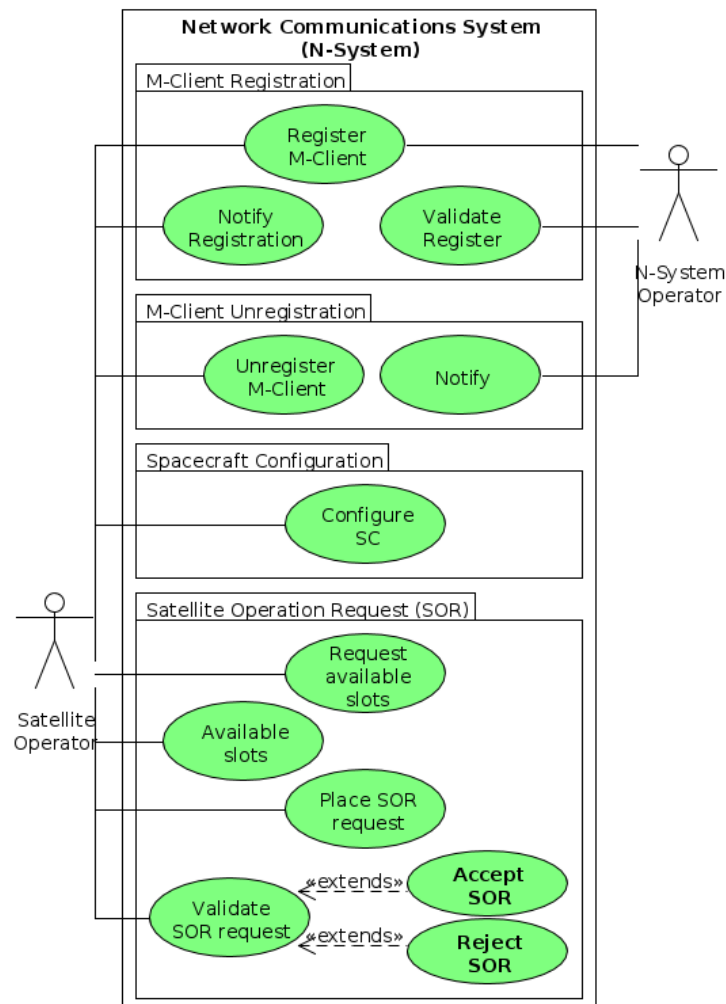 Network Communications System
(N-System)
M-Client Registration
Register
M-Client
Notify
Registration
Validate
Register
N-System
Operator
M-Client Unregistration
Unregister
M-Client
Notify
Spacecraft Configuration
Configure
SC
Satellite Operation Request (SOR)
Request
available
slots
Satellite
Operator
Available
slots
Place SOR
request
Validate
SOR request
«extends»
Accept
SOR
«extends»
Reject
SOR